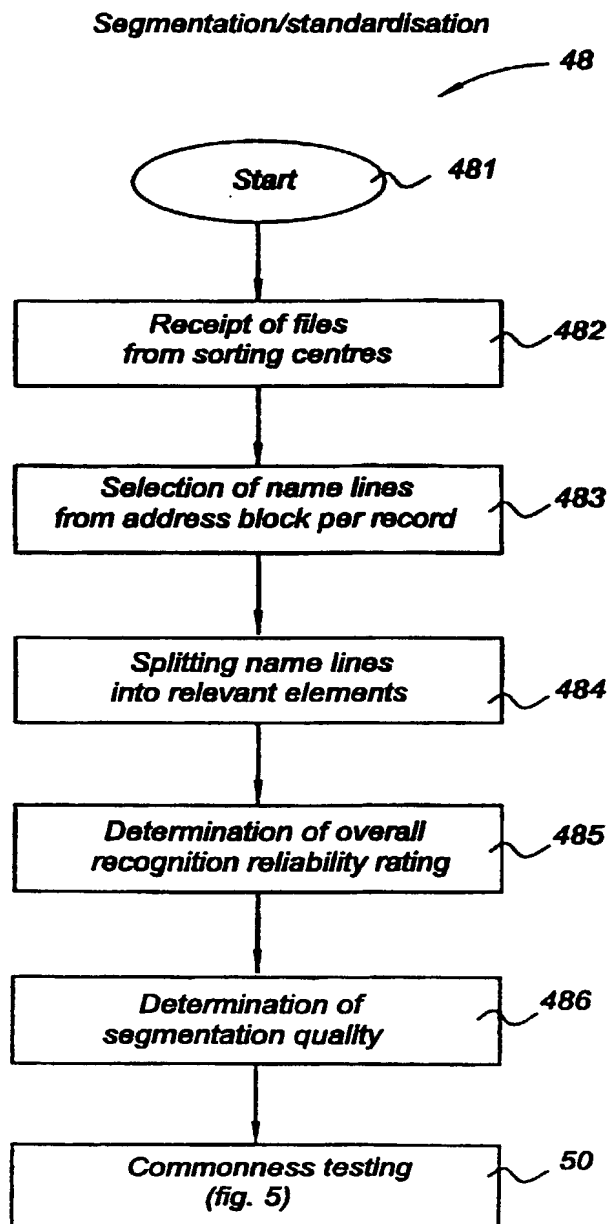 Segmentation/standardisation
48
Start
481
Receipt of files
from sorting centres
482
Selection of name lines
from address block per record
483
Splitting name lines
into relevant elements
484
Determination of overall
recognition reliability rating
485
Determination of
segmentation quality
486
Commonness testing
(fig. 5)
50